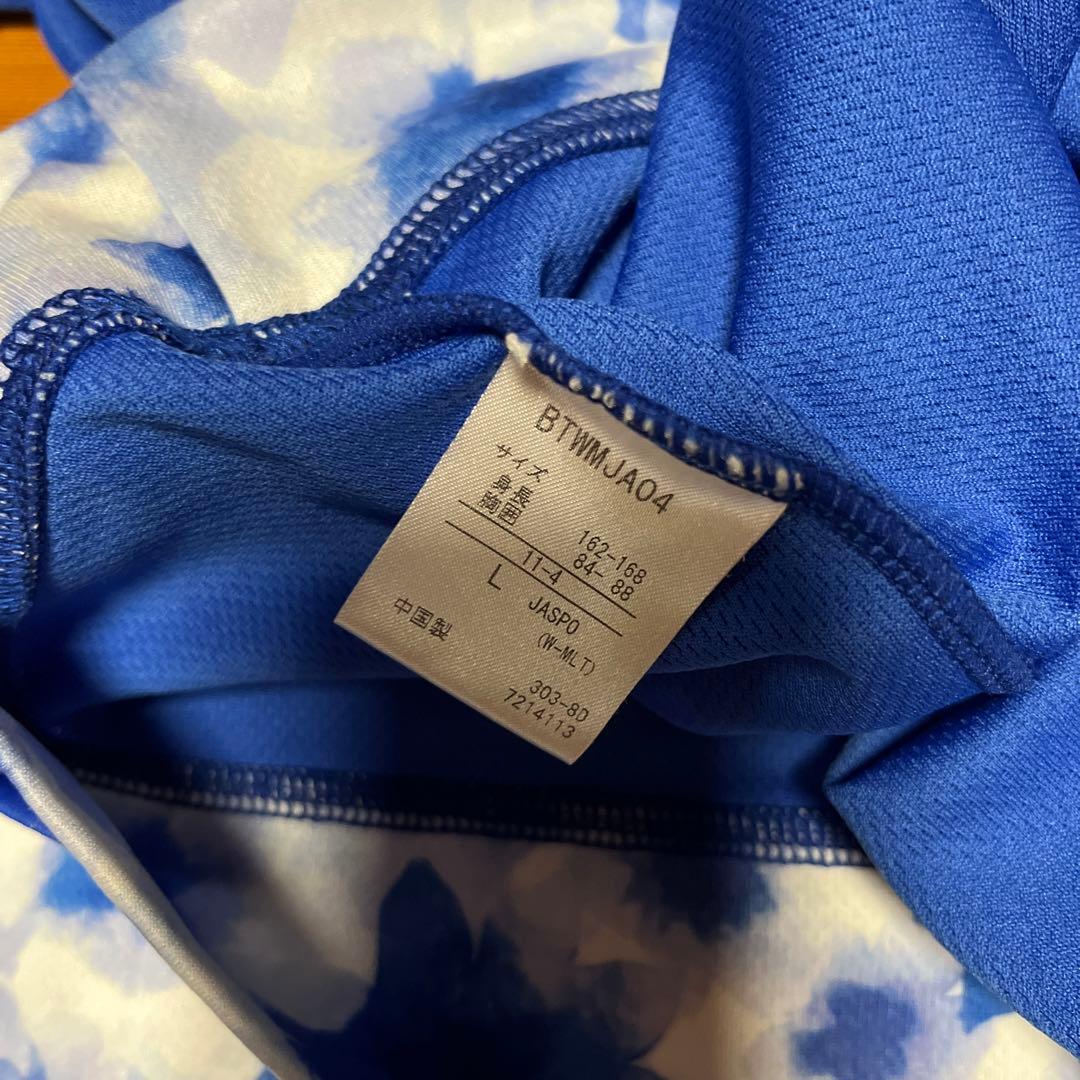 BTWMJA04
サイズ
身長 162-168
胸囲 84- 88
11-4
L JASPO
(W-MLT)
中国製
303-8D
7214113